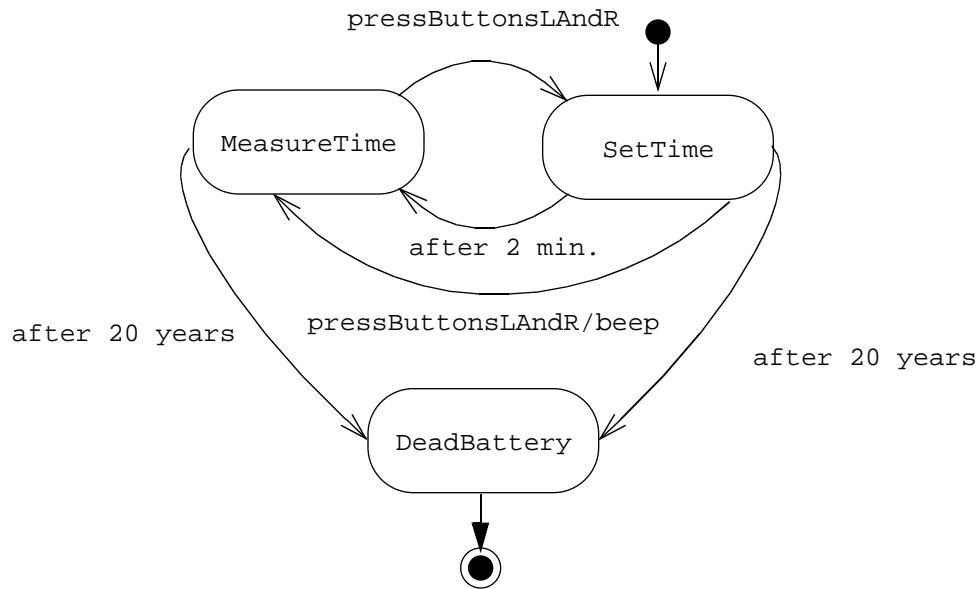 pressButtonsLAndR
MeasureTime
SetTime
after 2 min.
pressButtonsLAndR/beep
after 20 years
after 20 years
DeadBattery